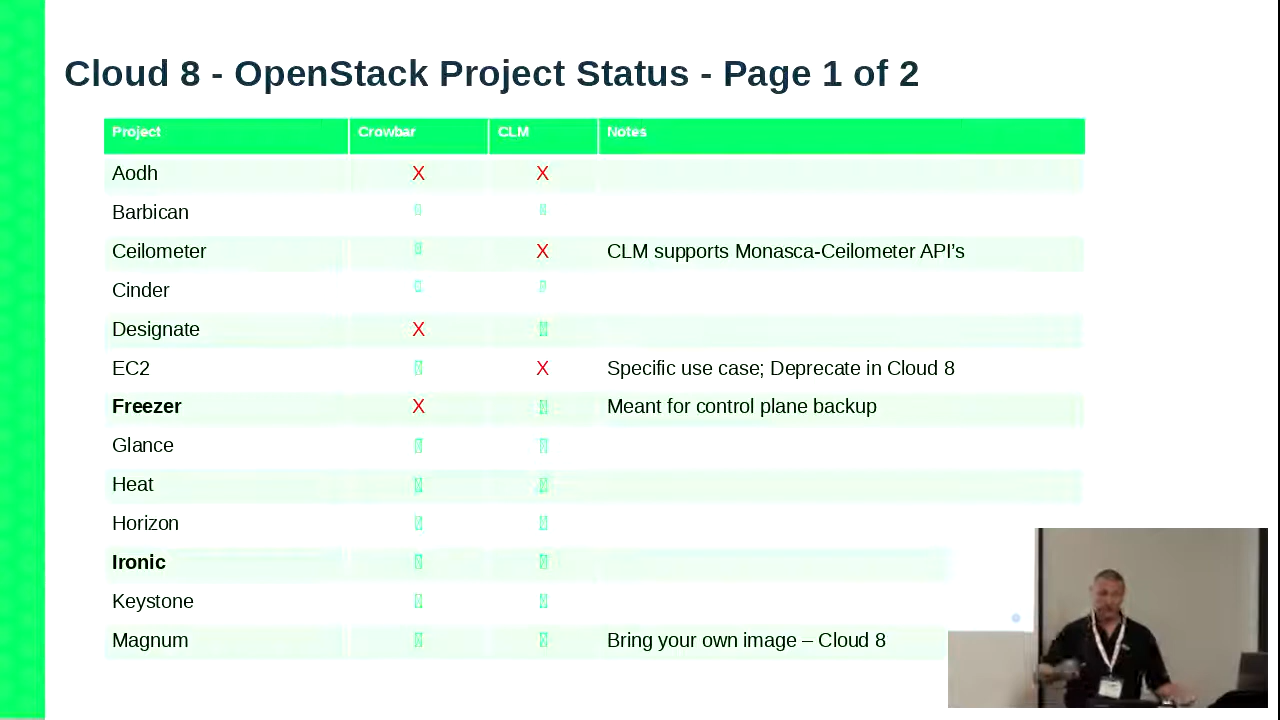 Cloud 8 - OpenStack Project Status - Page 1 of 2
Project Crowbar CLM Notes
Aodh X X
Barbican
Ceilometer X CLM supports Monasca-Ceilometer API’s
Cinder
Designate X
EC2 X Specific use case; Deprecate in Cloud 8
Freezer X Meant for control plane backup
Glance
Heat
Horizon
Ironic
Keystone
Magnum Bring your own image – Cloud 8